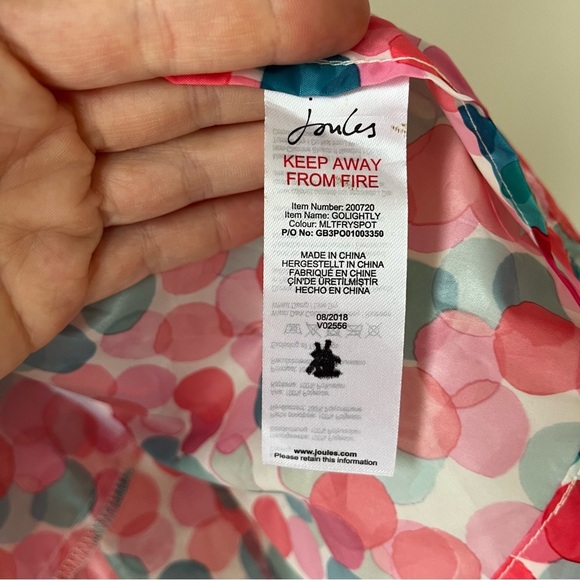 Joules
KEEP AWAY
FROM FIRE
Item Number: 200720
Item Name: GOLIGHTLY
Colour: MLTFRYSPOT
P/O No: GB3PO01003350
MADE IN CHINA
HERGESTELLT IN CHINA
FABRIQUÉ EN CHINE
ÇİN'DE ÜRETİLMİŞTİR
HECHO EN CHINA
08/2018
V02556
www.joules.com
Please retain this information